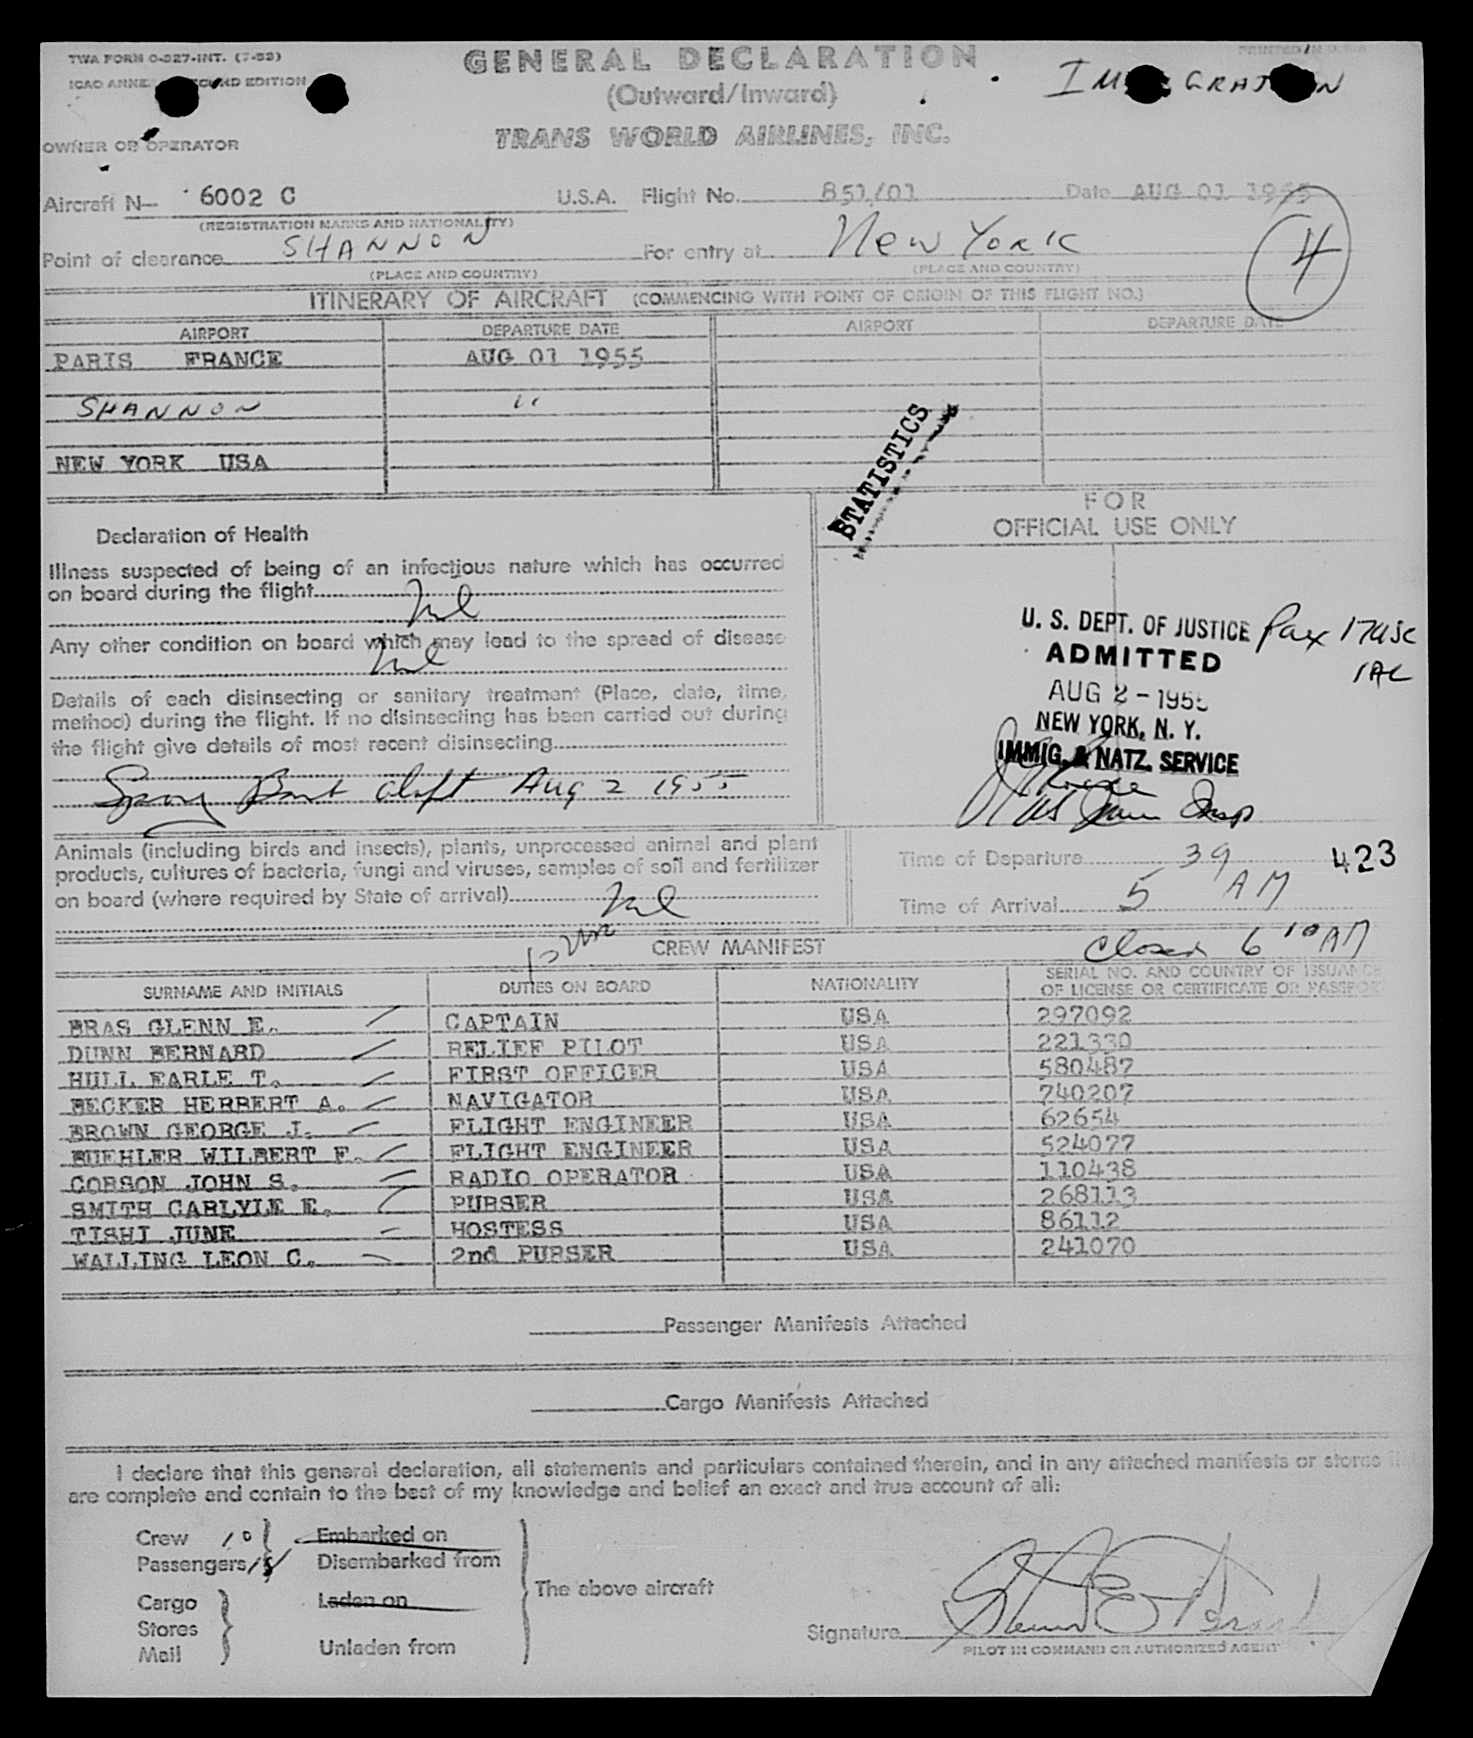 TWA FORM O-327-INT. (7-53)
GENERAL DECLARATION
(Outward/Inward)
IMMIGRATION
OWNER OR OPERATOR
TRANS WORLD AIRLINES, INC.
Aircraft N— 6002 C U.S.A. Flight No. 851/01 Date AUG 01 1955
(REGISTRATION MARKS AND NATIONALITY)
Point of clearance SHANNON For entry at New York
(PLACE AND COUNTRY) (PLACE AND COUNTRY)
4
ITINERARY OF AIRCRAFT (COMMENCING WITH POINT OF ORIGIN OF THIS FLIGHT NO.)
AIRPORT DEPARTURE DATE AIRPORT DEPARTURE DATE
PARIS FRANCE AUG 01 1955
SHANNON "
NEW YORK USA
STATISTICS
FOR
OFFICIAL USE ONLY
Declaration of Health
Illness suspected of being of an infectious nature which has occurred
on board during the flight Nil
Any other condition on board which may lead to the spread of disease
Nil
Details of each disinsecting or sanitary treatment (Place, date, time,
method) during the flight. If no disinsecting has been carried out during
the flight give details of most recent disinsecting
Aug 2 1955
U. S. DEPT. OF JUSTICE Pax 17 USC
ADMITTED 1 AC
AUG 2 - 1955
NEW YORK, N. Y.
IMMIG. & NATZ. SERVICE
Animals (including birds and insects), plants, unprocessed animal and plant
products, cultures of bacteria, fungi and viruses, samples of soil and fertilizer
on board (where required by State of arrival) Nil
Time of Departure 423
Time of Arrival 5 39 AM
CREW MANIFEST
Closed 6 10 AM
SURNAME AND INITIALS DUTIES ON BOARD NATIONALITY SERIAL NO. AND COUNTRY OF ISSUANCE
OF LICENSE OR CERTIFICATE OR PASSPORT
BRAS GLENN E. CAPTAIN USA 297092
DUNN BERNARD RELIEF PILOT USA 221330
HULL EARLE T. FIRST OFFICER USA 580487
BECKER HERBERT A. NAVIGATOR USA 740207
BROWN GEORGE J. FLIGHT ENGINEER USA 62654
BUEHLER WILBERT F. FLIGHT ENGINEER USA 524077
CORSON JOHN S. RADIO OPERATOR USA 110438
SMITH CARLYLE E. PURSER USA 268113
TISHI JUNE HOSTESS USA 86112
WALLING LEON C. 2nd PURSER USA 241070
Passenger Manifests Attached
Cargo Manifests Attached
I declare that this general declaration, all statements and particulars contained therein, and in any attached manifests or stores
are complete and contain to the best of my knowledge and belief an exact and true account of all:
Crew 10 Embarked on
Passengers Disembarked from
The above aircraft
Cargo Laden on
Stores
Mail Unladen from
Signature
PILOT IN COMMAND OR AUTHORIZED AGENT